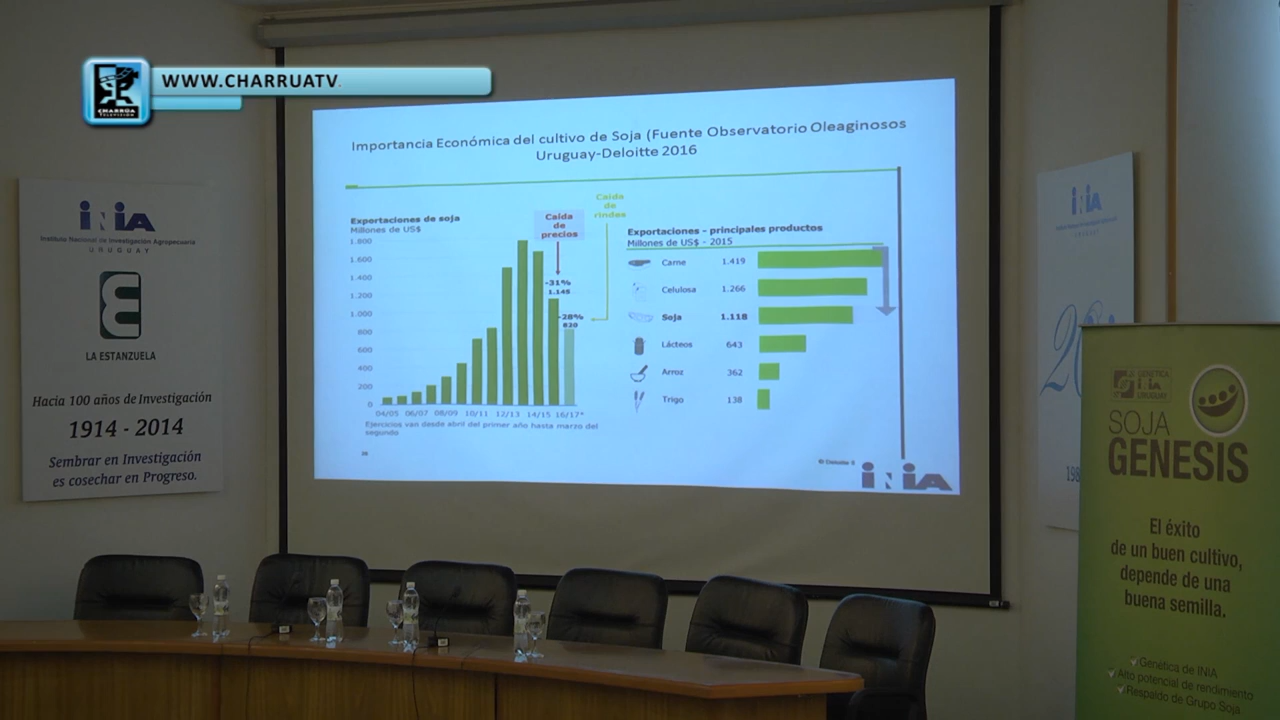 WWW.CHARRUATV.
CHARRÚA
TELEVISIÓN
INIA
Instituto Nacional de Investigación Agropecuaria
URUGUAY
LA ESTANZUELA
Hacia 100 años de Investigación
1914 - 2014
Sembrar en Investigación
es cosechar en Progreso.
Importancia Económica del cultivo de Soja (Fuente Observatorio Oleaginosos
Uruguay-Deloitte 2016
Exportaciones de soja
Millones de US$
1.800
1.600
1.400
1.200
1.000
800
600
400
200
0
Caida
de
precios
Caida
de
rindes
-31%
1.145
-28%
820
04/05 06/07 08/09 10/11 12/13 14/15 16/17*
Ejercicios van desde abril del primer año hasta marzo del
segundo
Exportaciones - principales productos
Millones de US$ - 2015
Carne 1.419
Celulosa 1.266
Soja 1.118
Lácteos 643
Arroz 362
Trigo 138
INIA
INIA
GENÉTICA
INIA
URUGUAY
SOJA
GENESIS
El éxito
de un buen cultivo,
depende de una
buena semilla.
Genética de INIA
Alto potencial de rendimiento
Respaldo de Grupo Soja